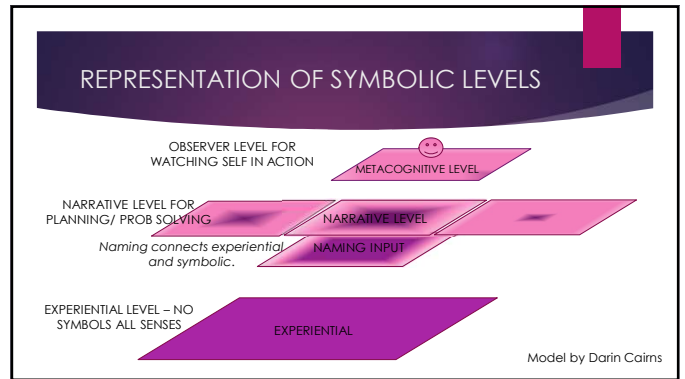 REPRESENTATION OF SYMBOLIC LEVELS
OBSERVER LEVEL FOR
WATCHING SELF IN ACTION
METACOGNITIVE LEVEL
NARRATIVE LEVEL FOR
PLANNING/ PROB SOLVING
NARRATIVE LEVEL
Naming connects experiential
and symbolic.
NAMING INPUT
EXPERIENTIAL LEVEL – NO
SYMBOLS ALL SENSES
EXPERIENTIAL
Model by Darin Cairns